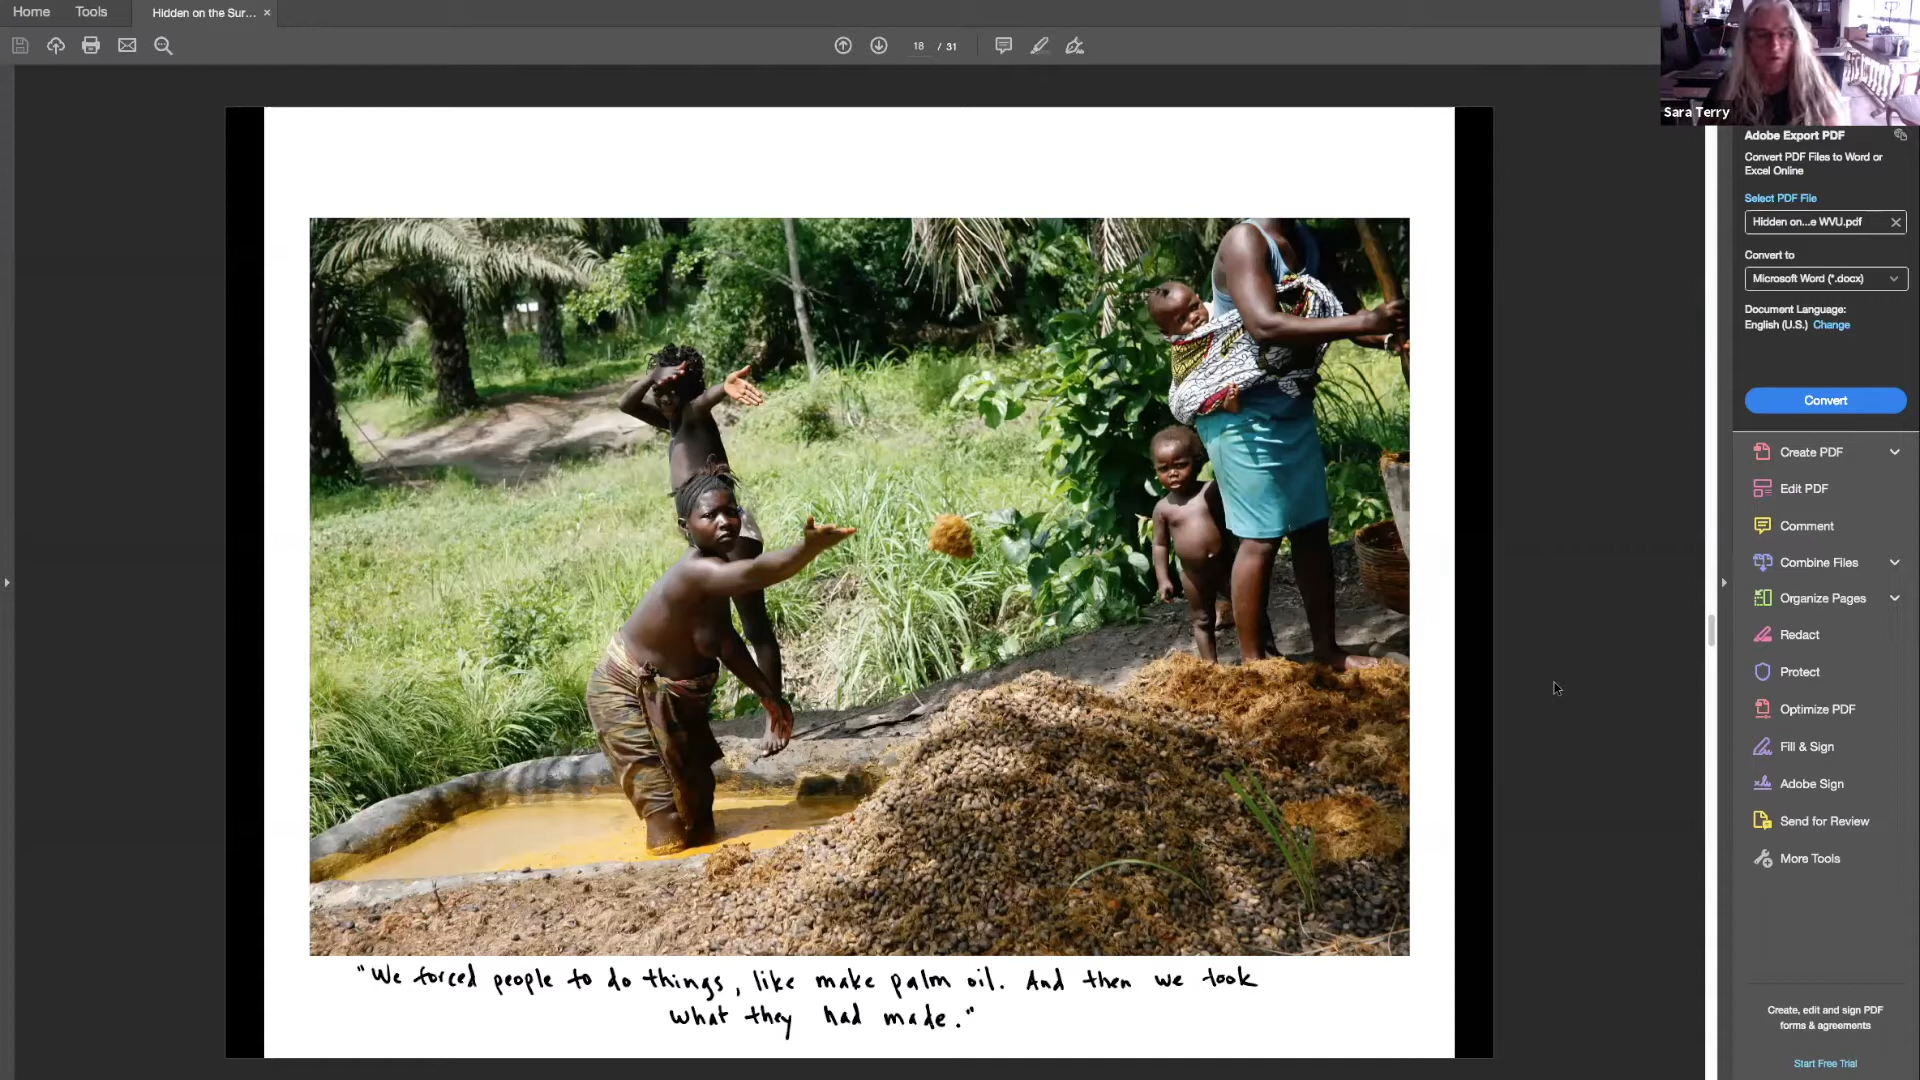 Home
Tools
Hidden on the Sur...
18 / 31
Sara Terry
Adobe Export PDF
Convert PDF Files to Word or
Excel Online
Select PDF File
Hidden on...e WVU.pdf
Convert to
Microsoft Word (*.docx)
Document Language:
English (U.S.) Change
Convert
Create PDF
Edit PDF
Comment
Combine Files
Organize Pages
Redact
Protect
Optimize PDF
Fill & Sign
Adobe Sign
Send for Review
More Tools
Create, edit and sign PDF
forms & agreements
Start Free Trial
"We forced people to do things, like make palm oil. And then we took
what they had made."